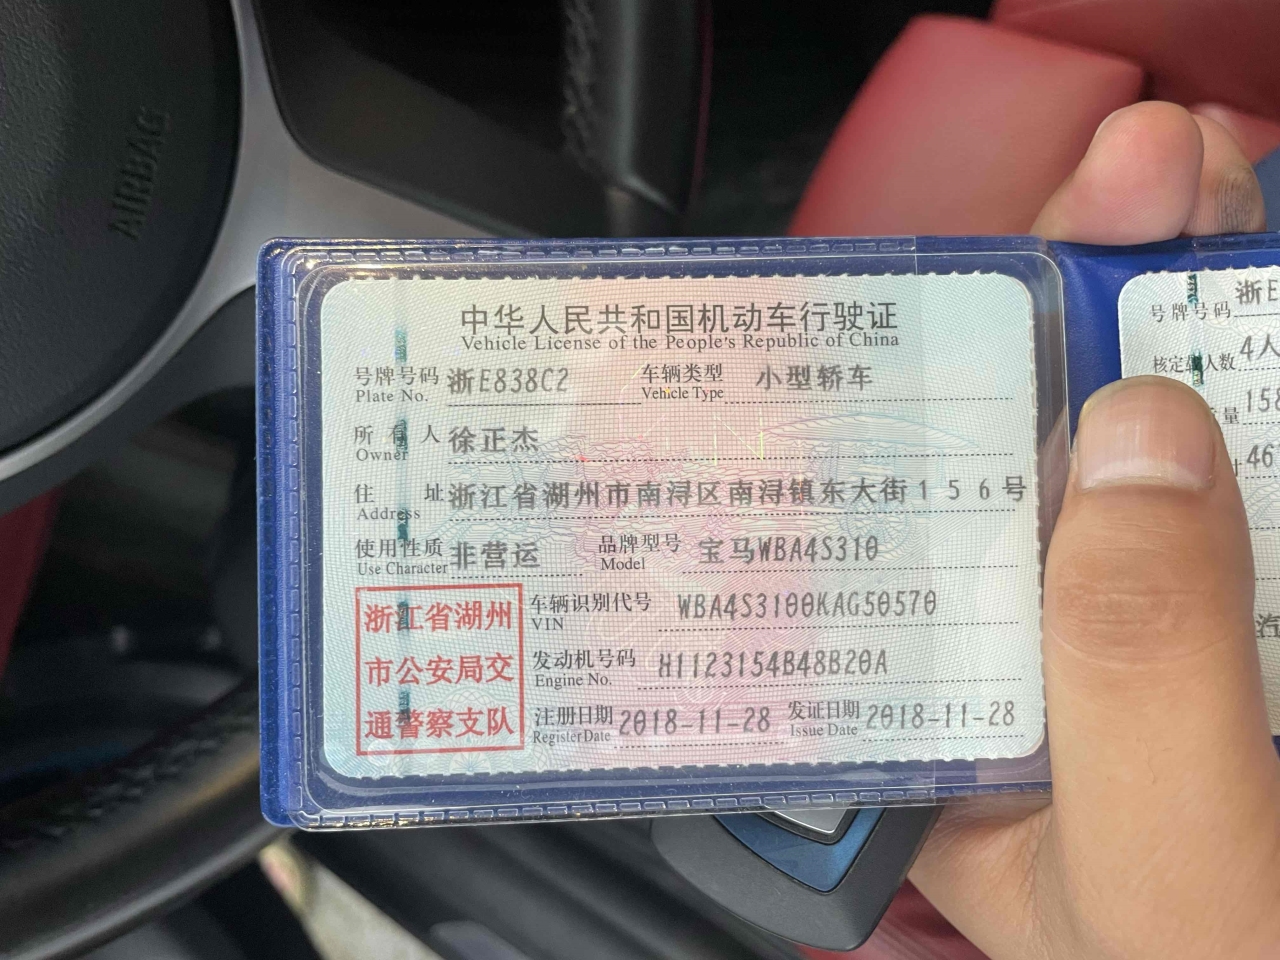 AIRBAG
中华人民共和国机动车行驶证
Vehicle License of the People's Republic of China
号牌号码 浙E838C2 车辆类型 小型轿车
Plate No. Vehicle Type
所有人 徐正杰
Owner
住址 浙江省湖州市南浔区南浔镇东大街156号
Address
使用性质 非营运 品牌型号 宝马WBA4S310
Use Character Model
浙江省湖州
市公安局交
通警察支队
车辆识别代号 WBA4S3100KAG50570
VIN
发动机号码 H1123154B48B20A
Engine No.
注册日期 2018-11-28 发证日期 2018-11-28
Register Date Issue Date
号牌号码 浙E
核定载人数 4人
量 158
46
汽